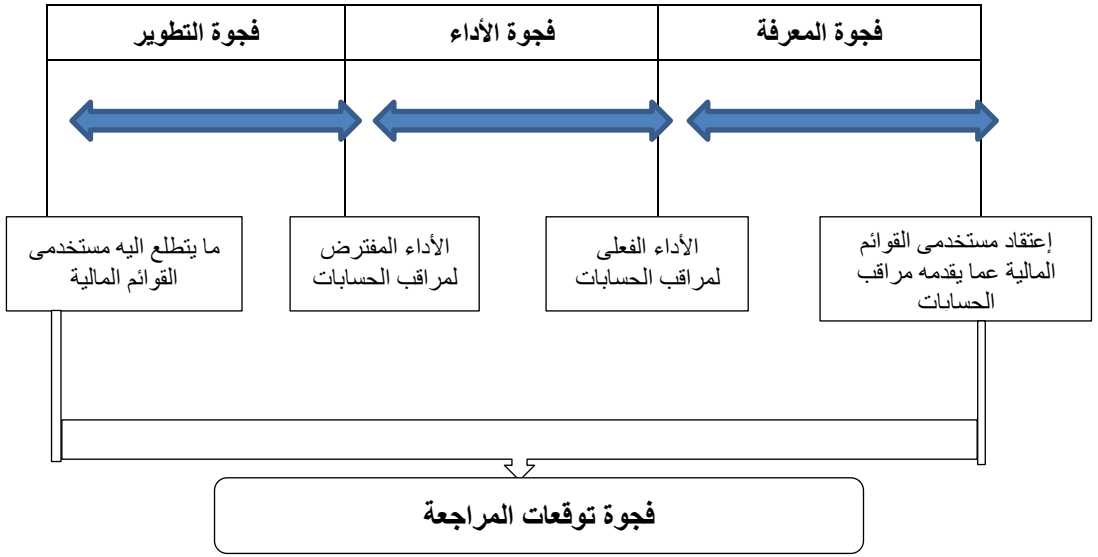 فجوة المعرفة
فجوة الأداء
فجوة التطوير
إعتقاد مستخدمى القوائم
المالية عما يقدمه مراقب
الحسابات
الأداء الفعلى
لمراقب الحسابات
الأداء المفترض
لمراقب الحسابات
ما يتطلع اليه مستخدمى
القوائم المالية
فجوة توقعات المراجعة